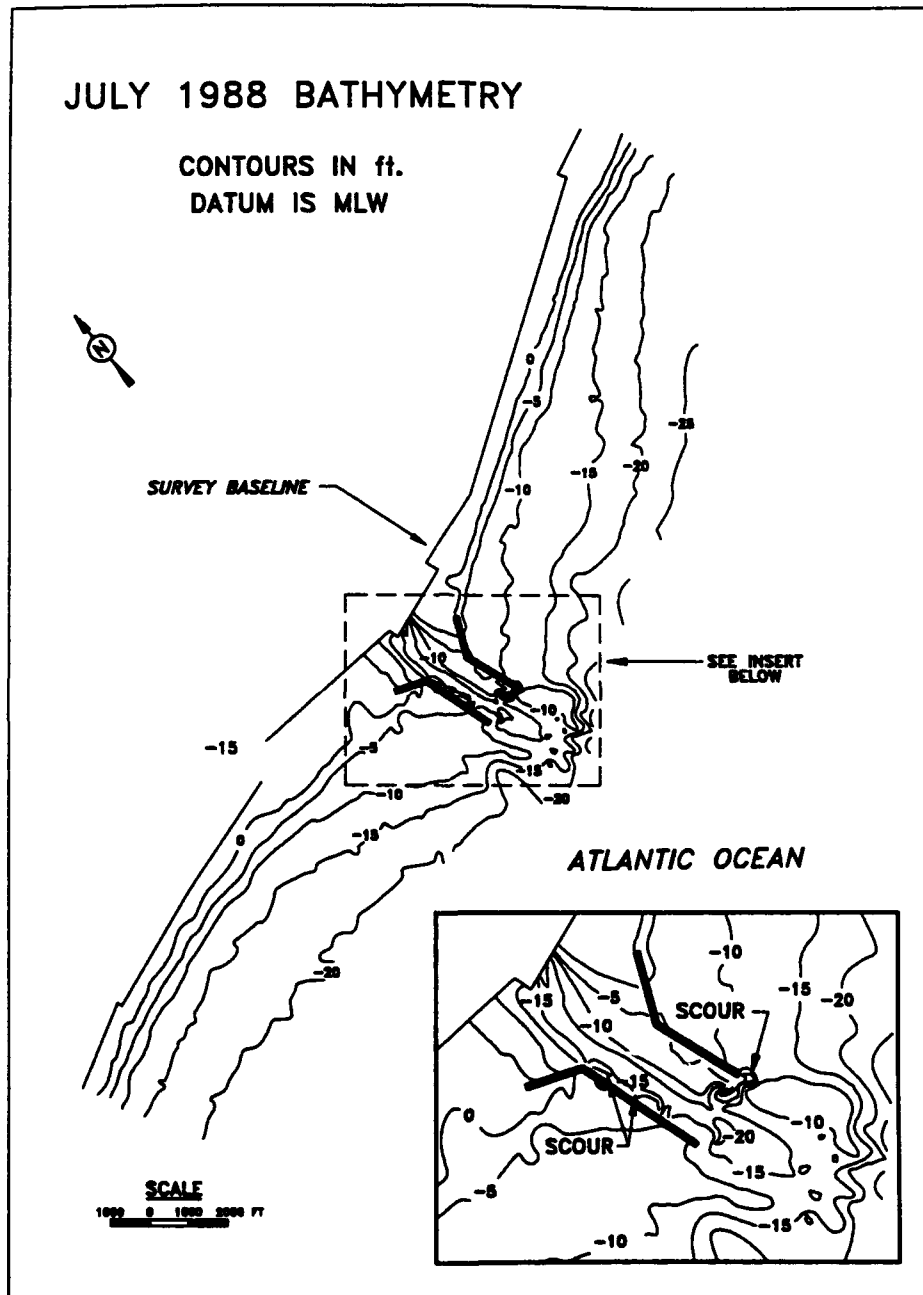 JULY 1988 BATHYMETRY
CONTOURS IN ft.
DATUM IS MLW
N
0
-5
-25
-15
-20
-10
SURVEY BASELINE
SEE INSERT
BELOW
-10
-10
-15
-5
-15
-10
-20
0
-15
ATLANTIC OCEAN
-20
-10
-15
-15
-20
-5
SCOUR
-10
-15
0
-10
-20
SCOUR
-15
-5
-15
-10
SCALE
1000 0 1000 2000 FT